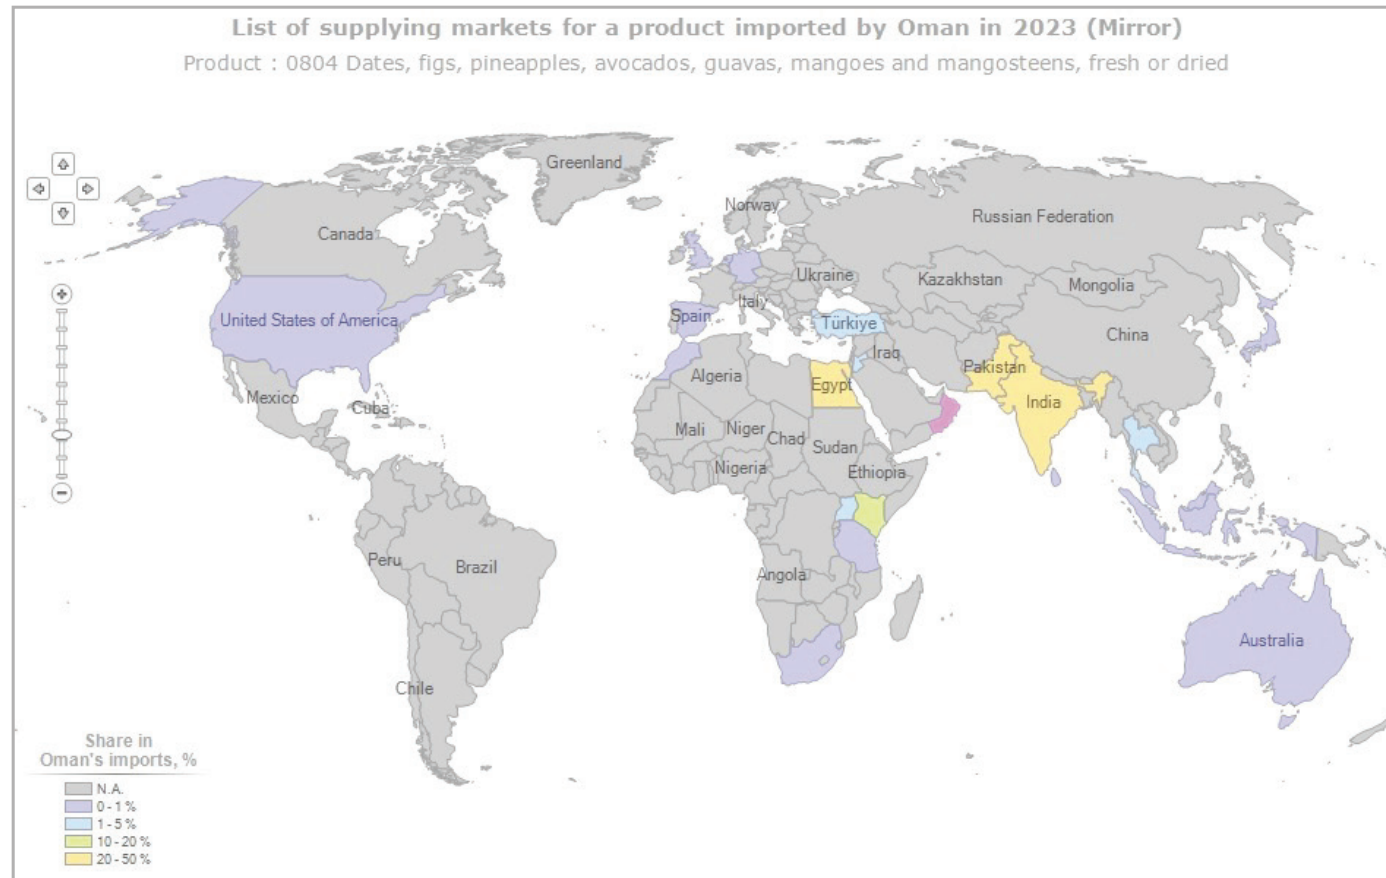 List of supplying markets for a product imported by Oman in 2023 (Mirror)
Product : 0804 Dates, figs, pineapples, avocados, guavas, mangoes and mangosteens, fresh or dried
Greenland
Norway
Russian Federation
Canada
Ukraine
Kazakhstan
Mongolia
Italy
United States of America
Spain
Türkiye
China
Iraq
Pakistan
Algeria
Egypt
Mexico
Cuba
India
Mali
Niger
Chad
Sudan
Nigeria
Ethiopia
Peru
Brazil
Angola
Australia
Chile
Share in
Oman's imports, %
N.A.
0 - 1 %
1 - 5 %
10 - 20 %
20 - 50 %